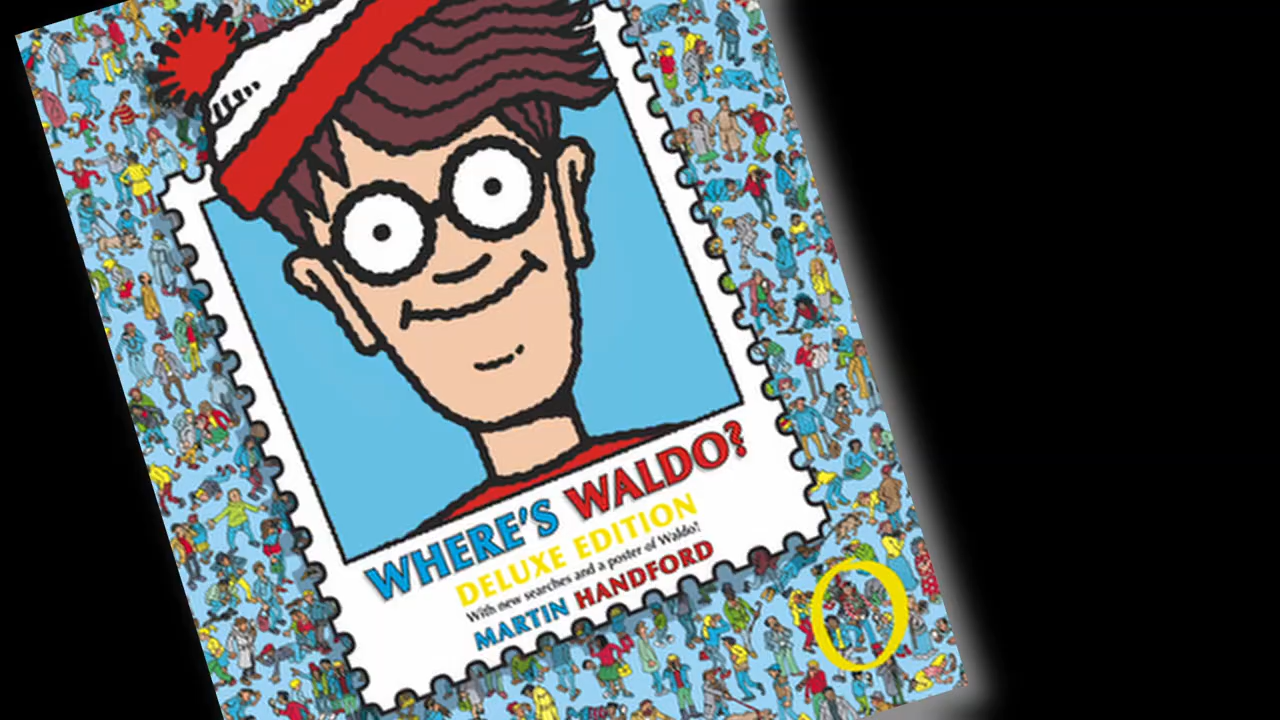 WHERE'S WALDO?
DELUXE EDITION
With new searches and a poster of Waldo!
MARTIN HANDFORD
O